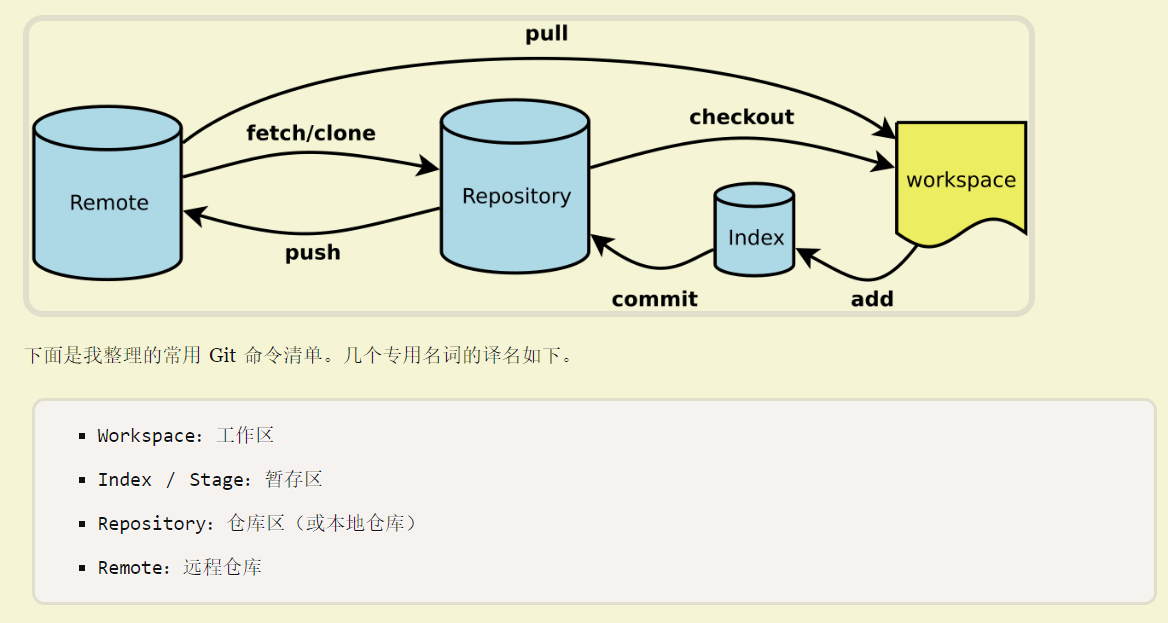 pull
fetch/clone
checkout
Remote
Repository
workspace
Index
push
commit
add
下面是我整理的常用 Git 命令清单。几个专用名词的译名如下。
Workspace：工作区
Index / Stage：暂存区
Repository：仓库区（或本地仓库）
Remote：远程仓库